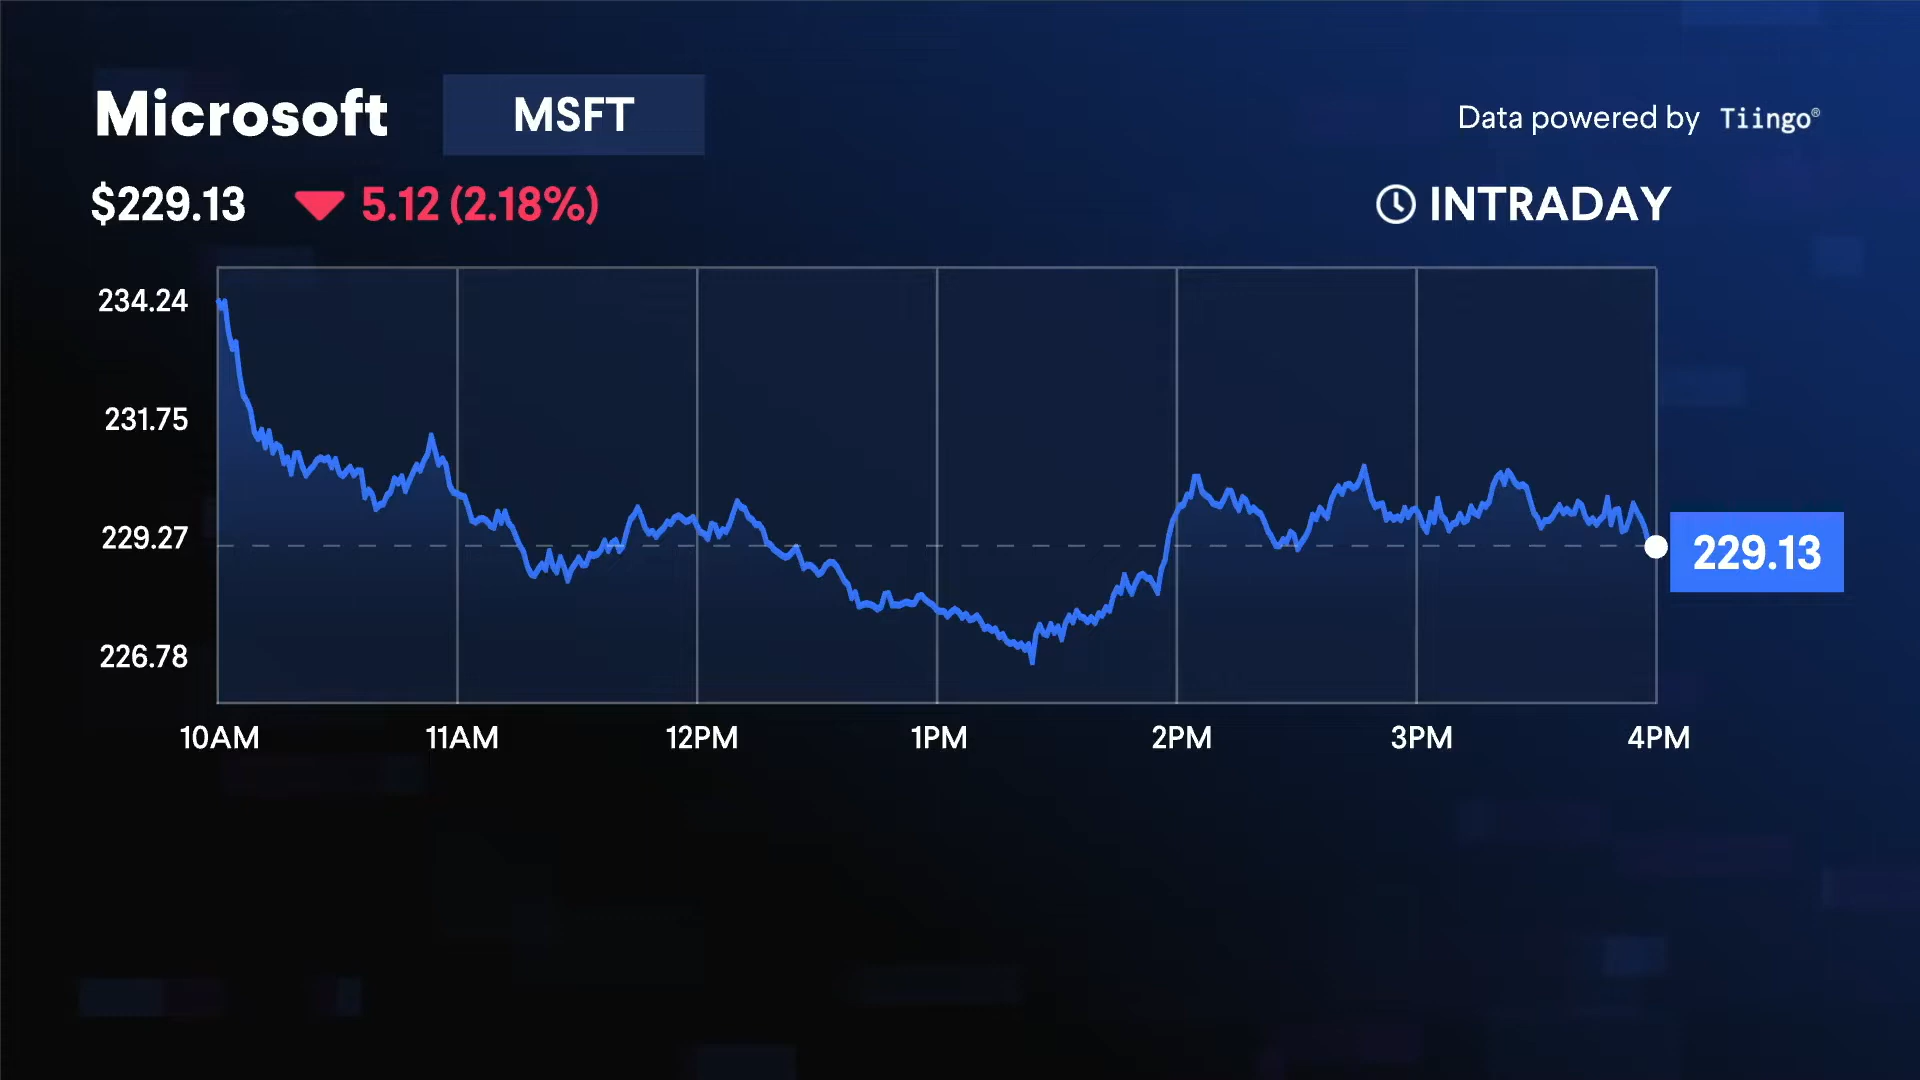 Microsoft MSFT
Data powered by Tiingo®
$229.13 5.12 (2.18%)
INTRADAY
234.24
231.75
229.27
226.78
229.13
10AM 11AM 12PM 1PM 2PM 3PM 4PM